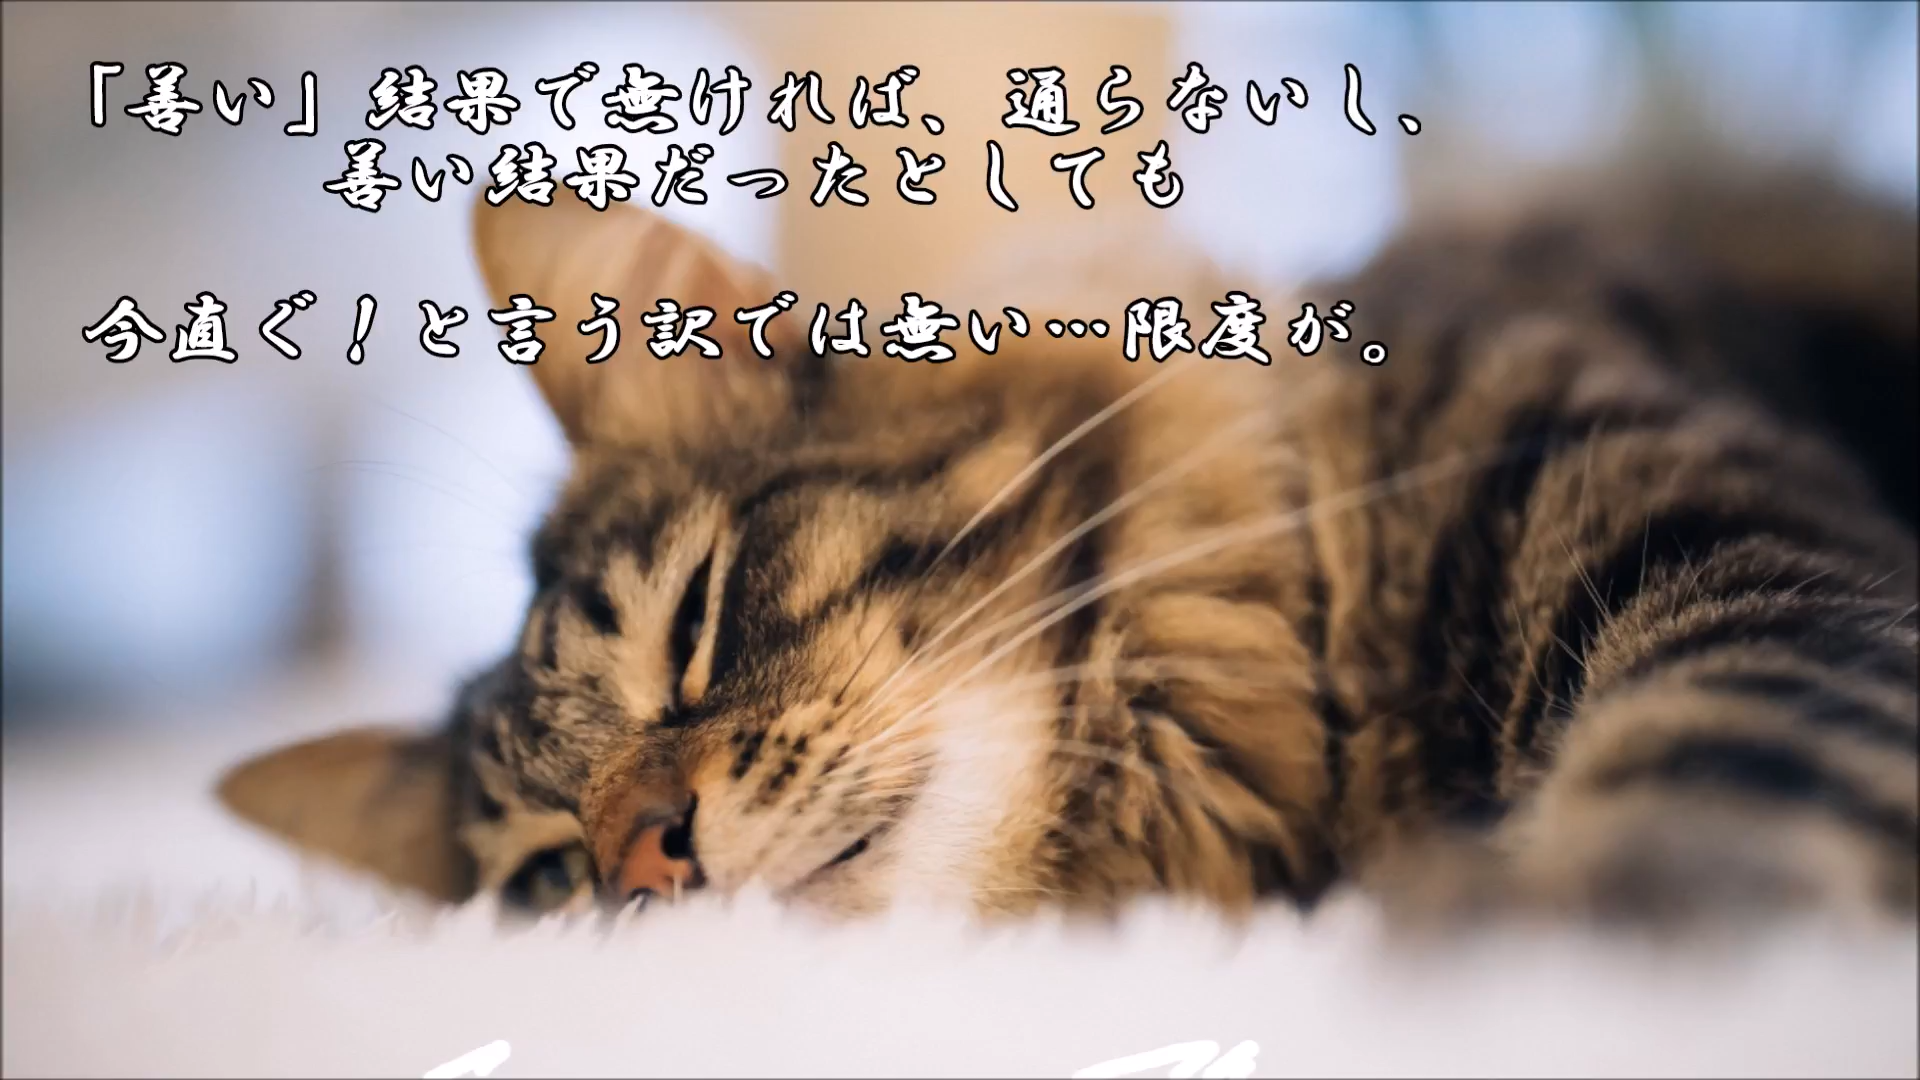 「善い」結果で無ければ、通らないし、
善い結果だったとしても
今直ぐ！と言う訳では無い…限度が。